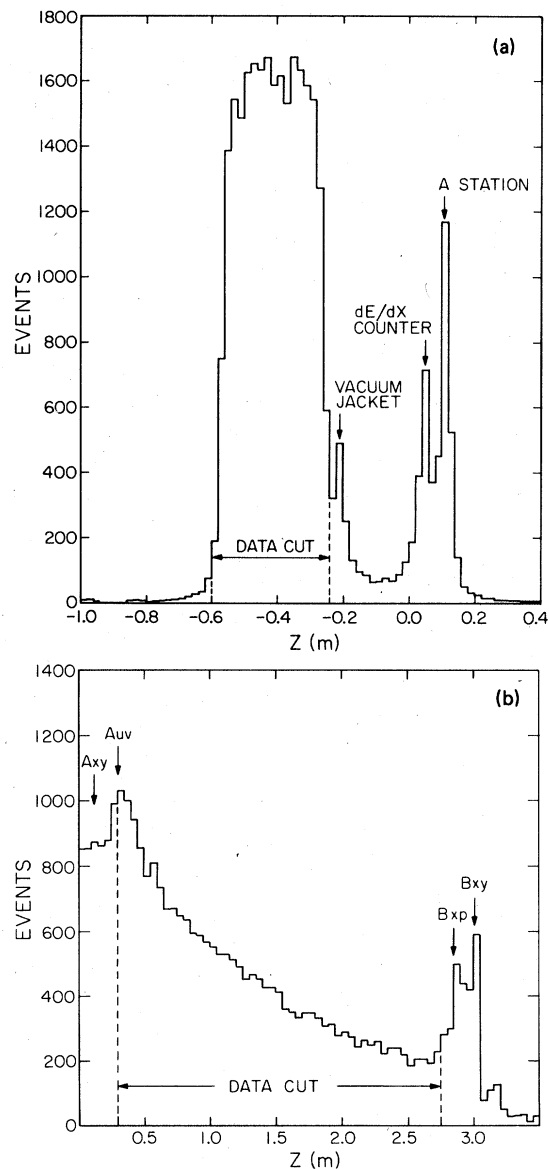 (a)
1800
1600
1400
1200
1000
800
600
400
200
0
EVENTS
A STATION
dE/dX
COUNTER
VACUUM
JACKET
DATA CUT
-1.0 -0.8 -0.6 -0.4 -0.2 0.0 0.2 0.4
Z (m)
(b)
1400
1200
1000
800
600
400
200
0
EVENTS
Auv
Axy
Bxy
Bxp
DATA CUT
0.5 1.0 1.5 2.0 2.5 3.0
Z (m)